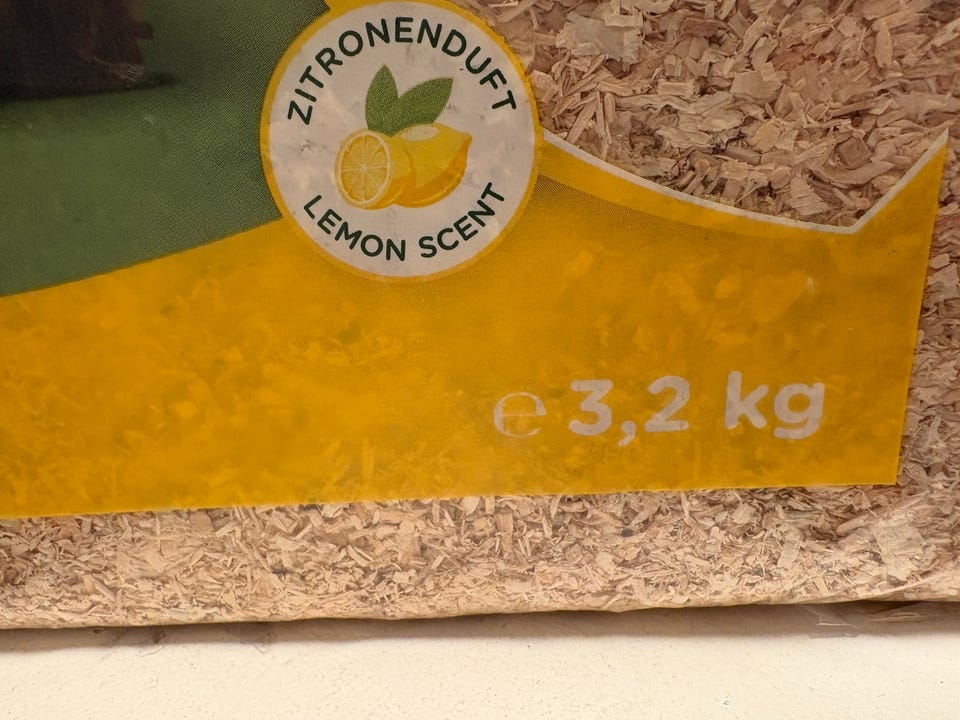 ZITRONENDUFT
LEMON SCENT
℮ 3,2 kg